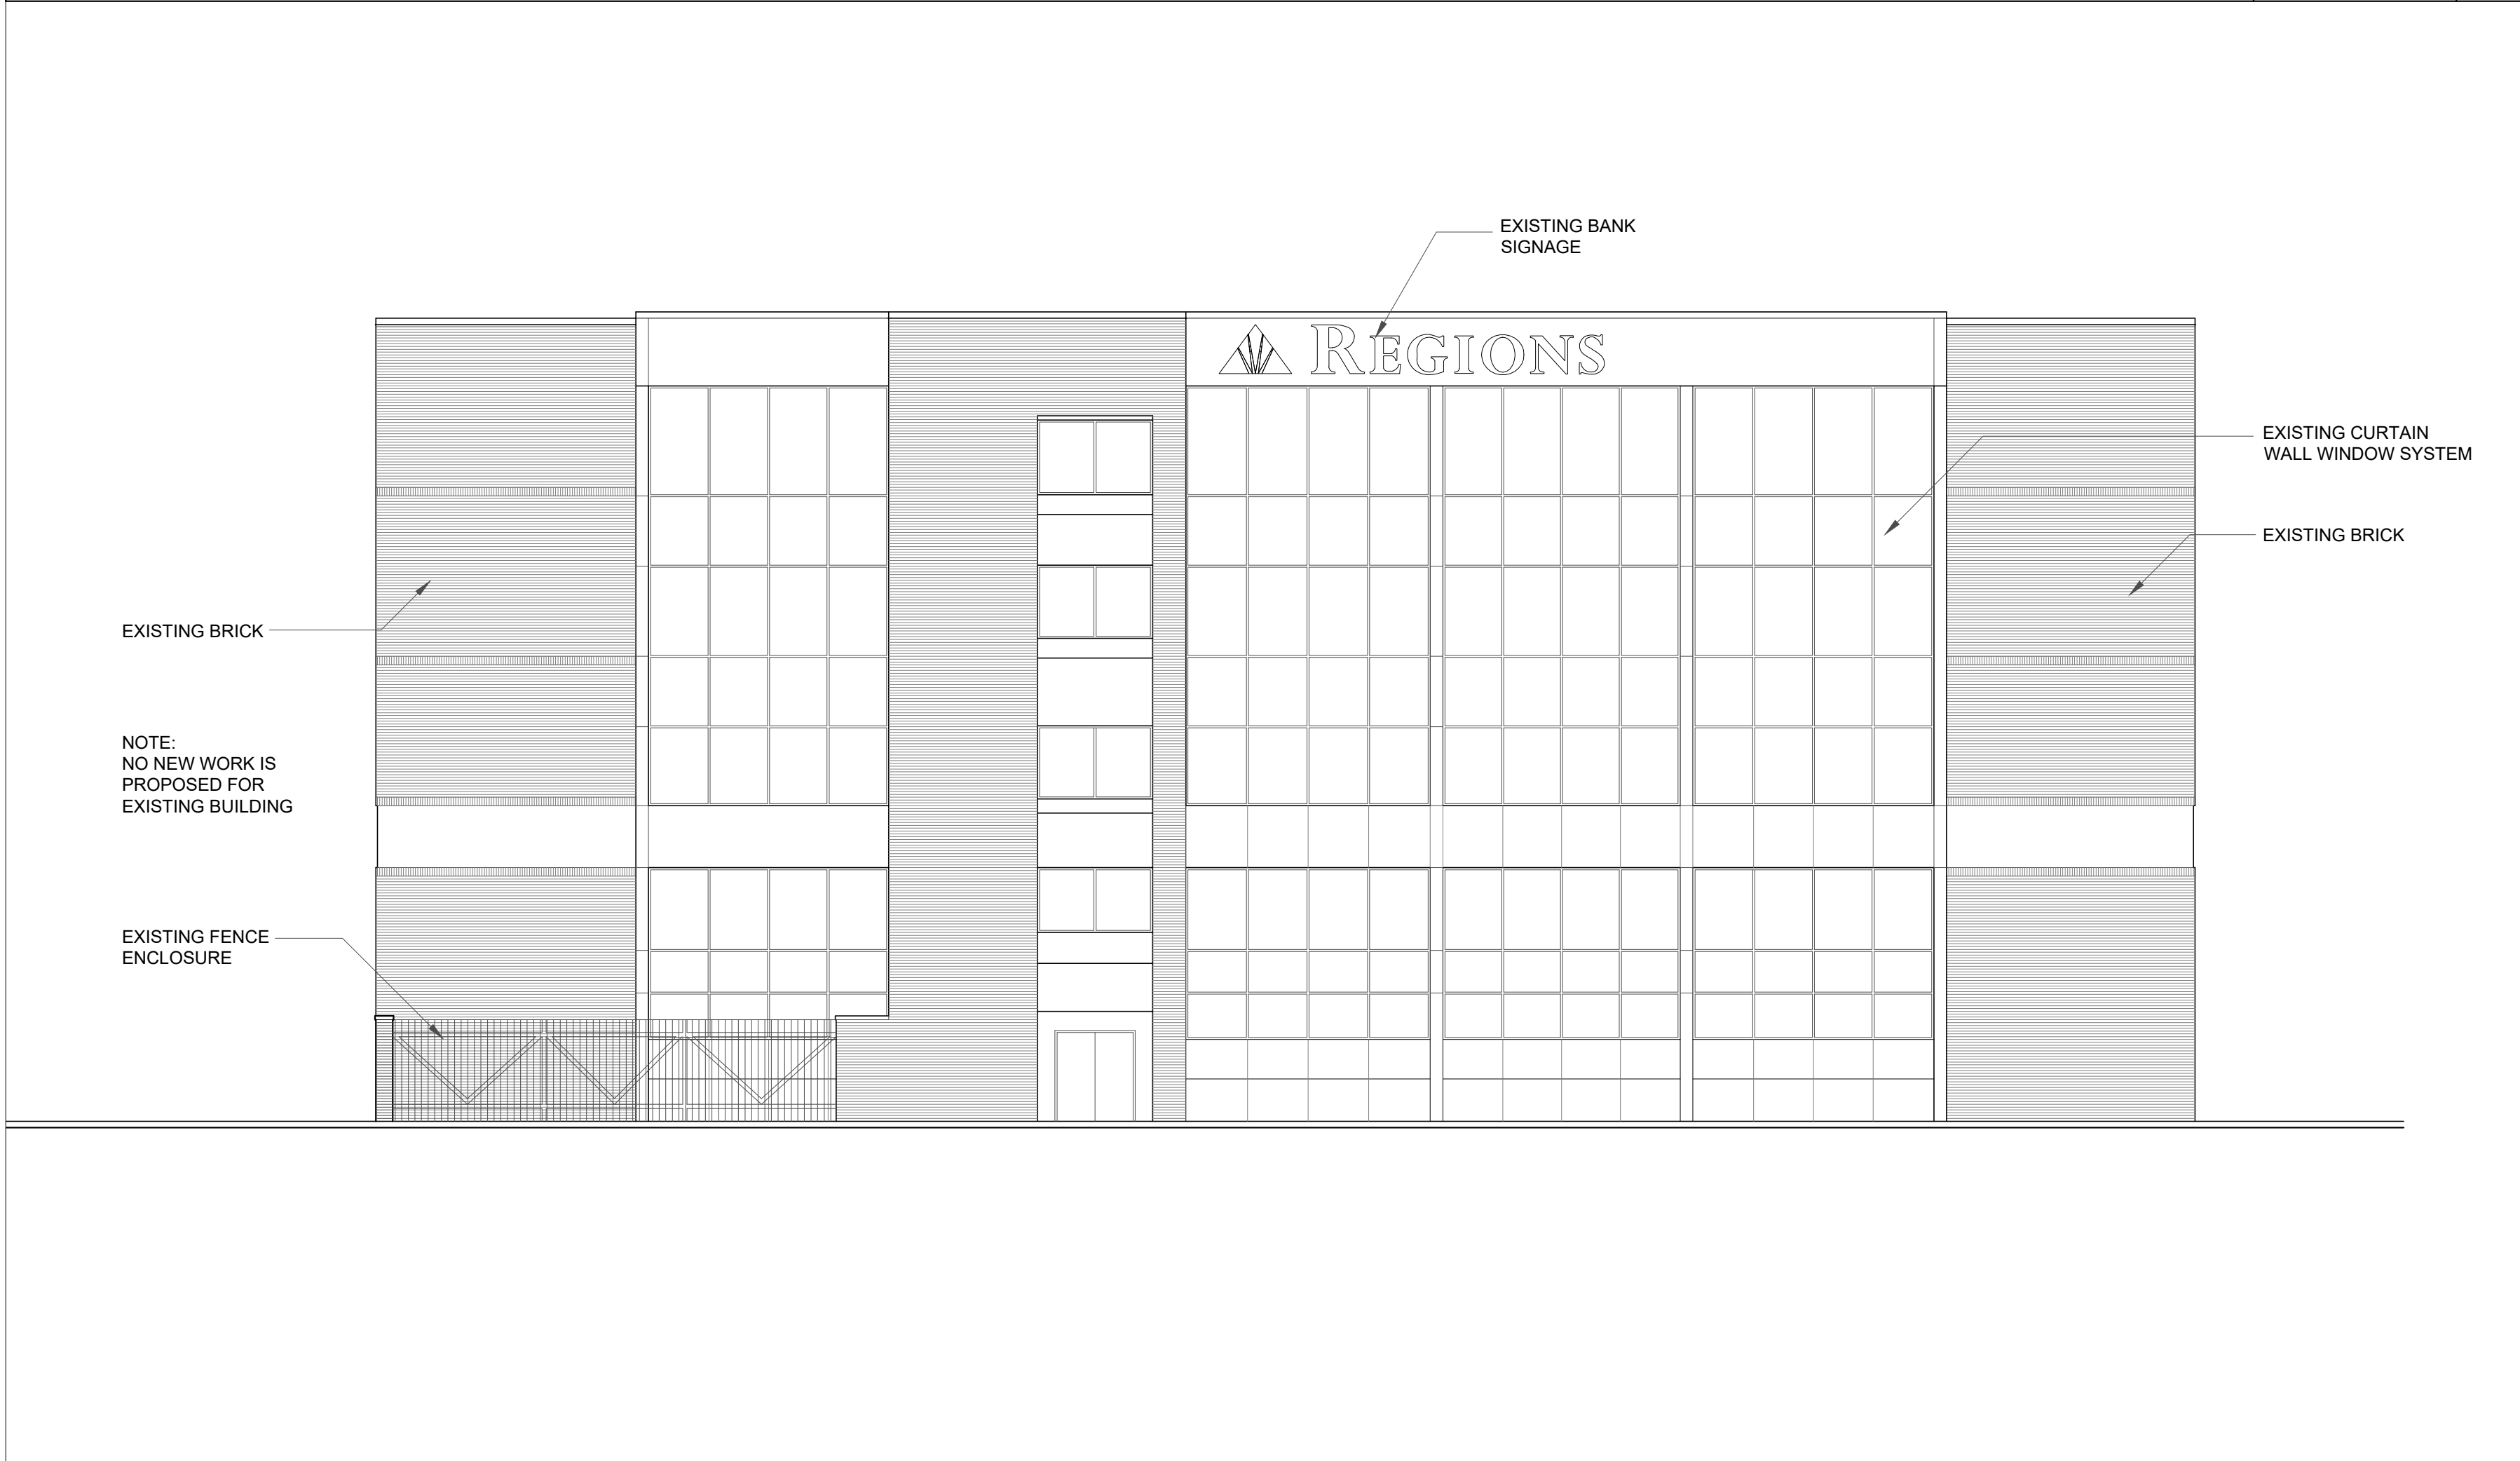 EXISTING BANK
SIGNAGE
REGIONS
EXISTING CURTAIN
WALL WINDOW SYSTEM
EXISTING BRICK
EXISTING BRICK
NOTE:
NO NEW WORK IS
PROPOSED FOR
EXISTING BUILDING
EXISTING FENCE
ENCLOSURE